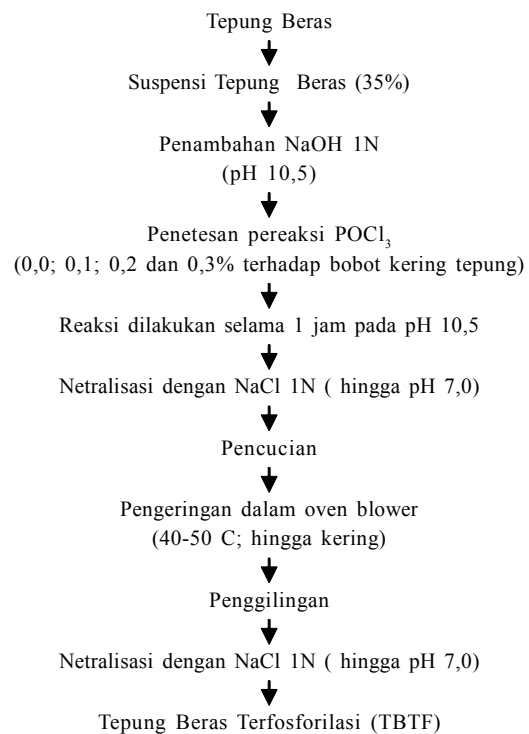 Tepung Beras
Suspensi Tepung Beras (35%)
Penambahan NaOH 1N
(pH 10,5)
Penetesan pereaksi POCl₃
(0,0; 0,1; 0,2 dan 0,3% terhadap bobot kering tepung)
Reaksi dilakukan selama 1 jam pada pH 10,5
Netralisasi dengan NaCl 1N ( hingga pH 7,0)
Pencucian
Pengeringan dalam oven blower
(40-50 C; hingga kering)
Penggilingan
Netralisasi dengan NaCl 1N ( hingga pH 7,0)
Tepung Beras Terfosforilasi (TBTF)